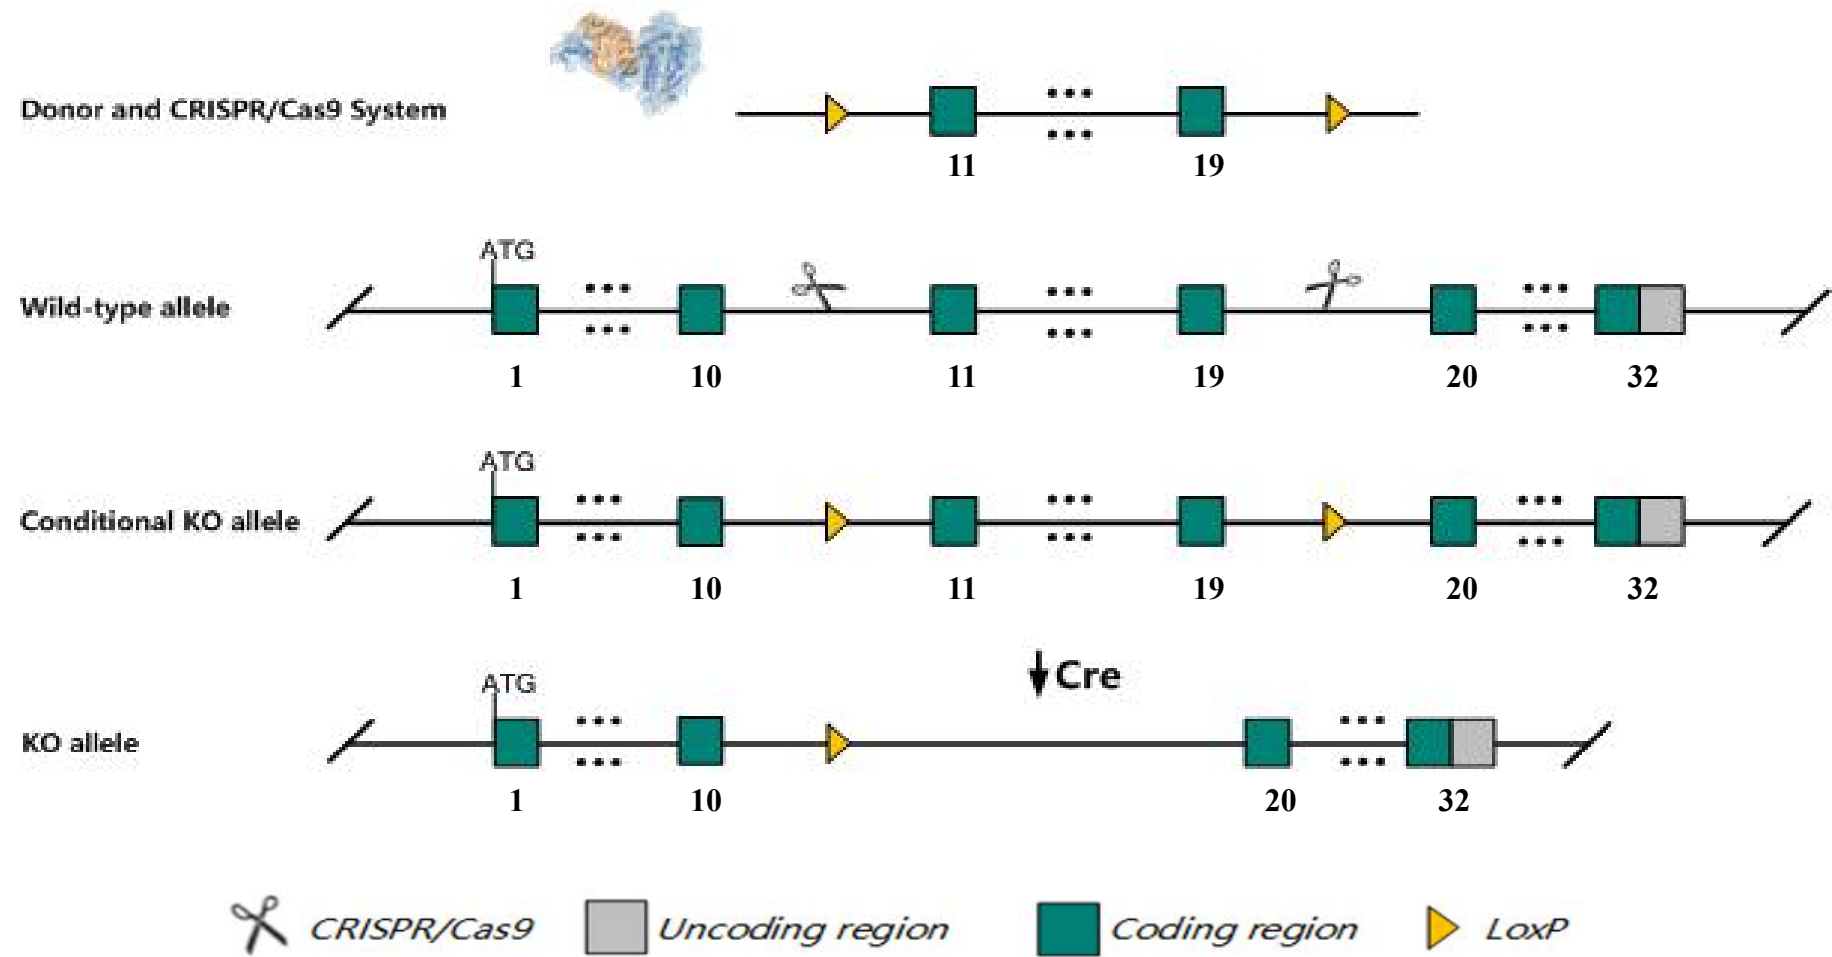 Donor and CRISPR/Cas9 System
11 19
ATG
Wild-type allele
1 10 11 19 20 32
ATG
Conditional KO allele
1 10 11 19 20 32
Cre
ATG
KO allele
1 10 20 32
CRISPR/Cas9 Uncoding region Coding region LoxP